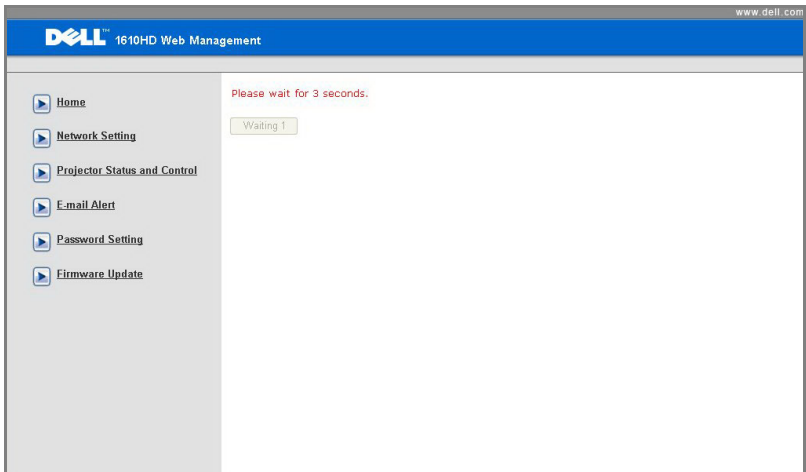 www.dell.com
DELL™ 1610HD Web Management
Home
Network Setting
Projector Status and Control
E-mail Alert
Password Setting
Firmware Update
Please wait for 3 seconds.
Waiting 1